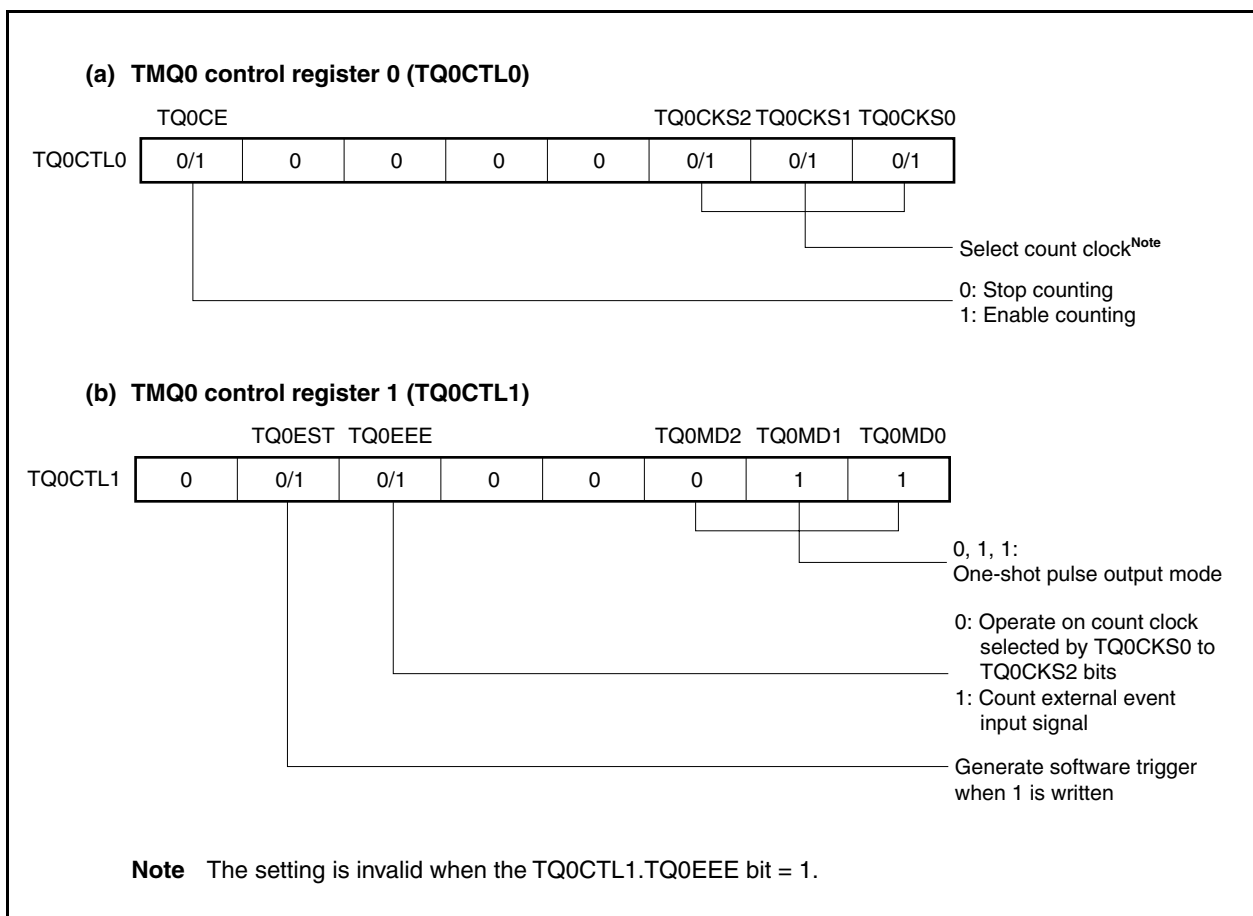 (a) TMQ0 control register 0 (TQ0CTL0)
TQ0CE TQ0CKS2 TQ0CKS1 TQ0CKS0
TQ0CTL0 0/1 0 0 0 0 0/1 0/1 0/1
Select count clockNote
0: Stop counting
1: Enable counting
(b) TMQ0 control register 1 (TQ0CTL1)
TQ0EST TQ0EEE TQ0MD2 TQ0MD1 TQ0MD0
TQ0CTL1 0 0/1 0/1 0 0 0 1 1
0, 1, 1:
One-shot pulse output mode
0: Operate on count clock
selected by TQ0CKS0 to
TQ0CKS2 bits
1: Count external event
input signal
Generate software trigger
when 1 is written
Note The setting is invalid when the TQ0CTL1.TQ0EEE bit = 1.